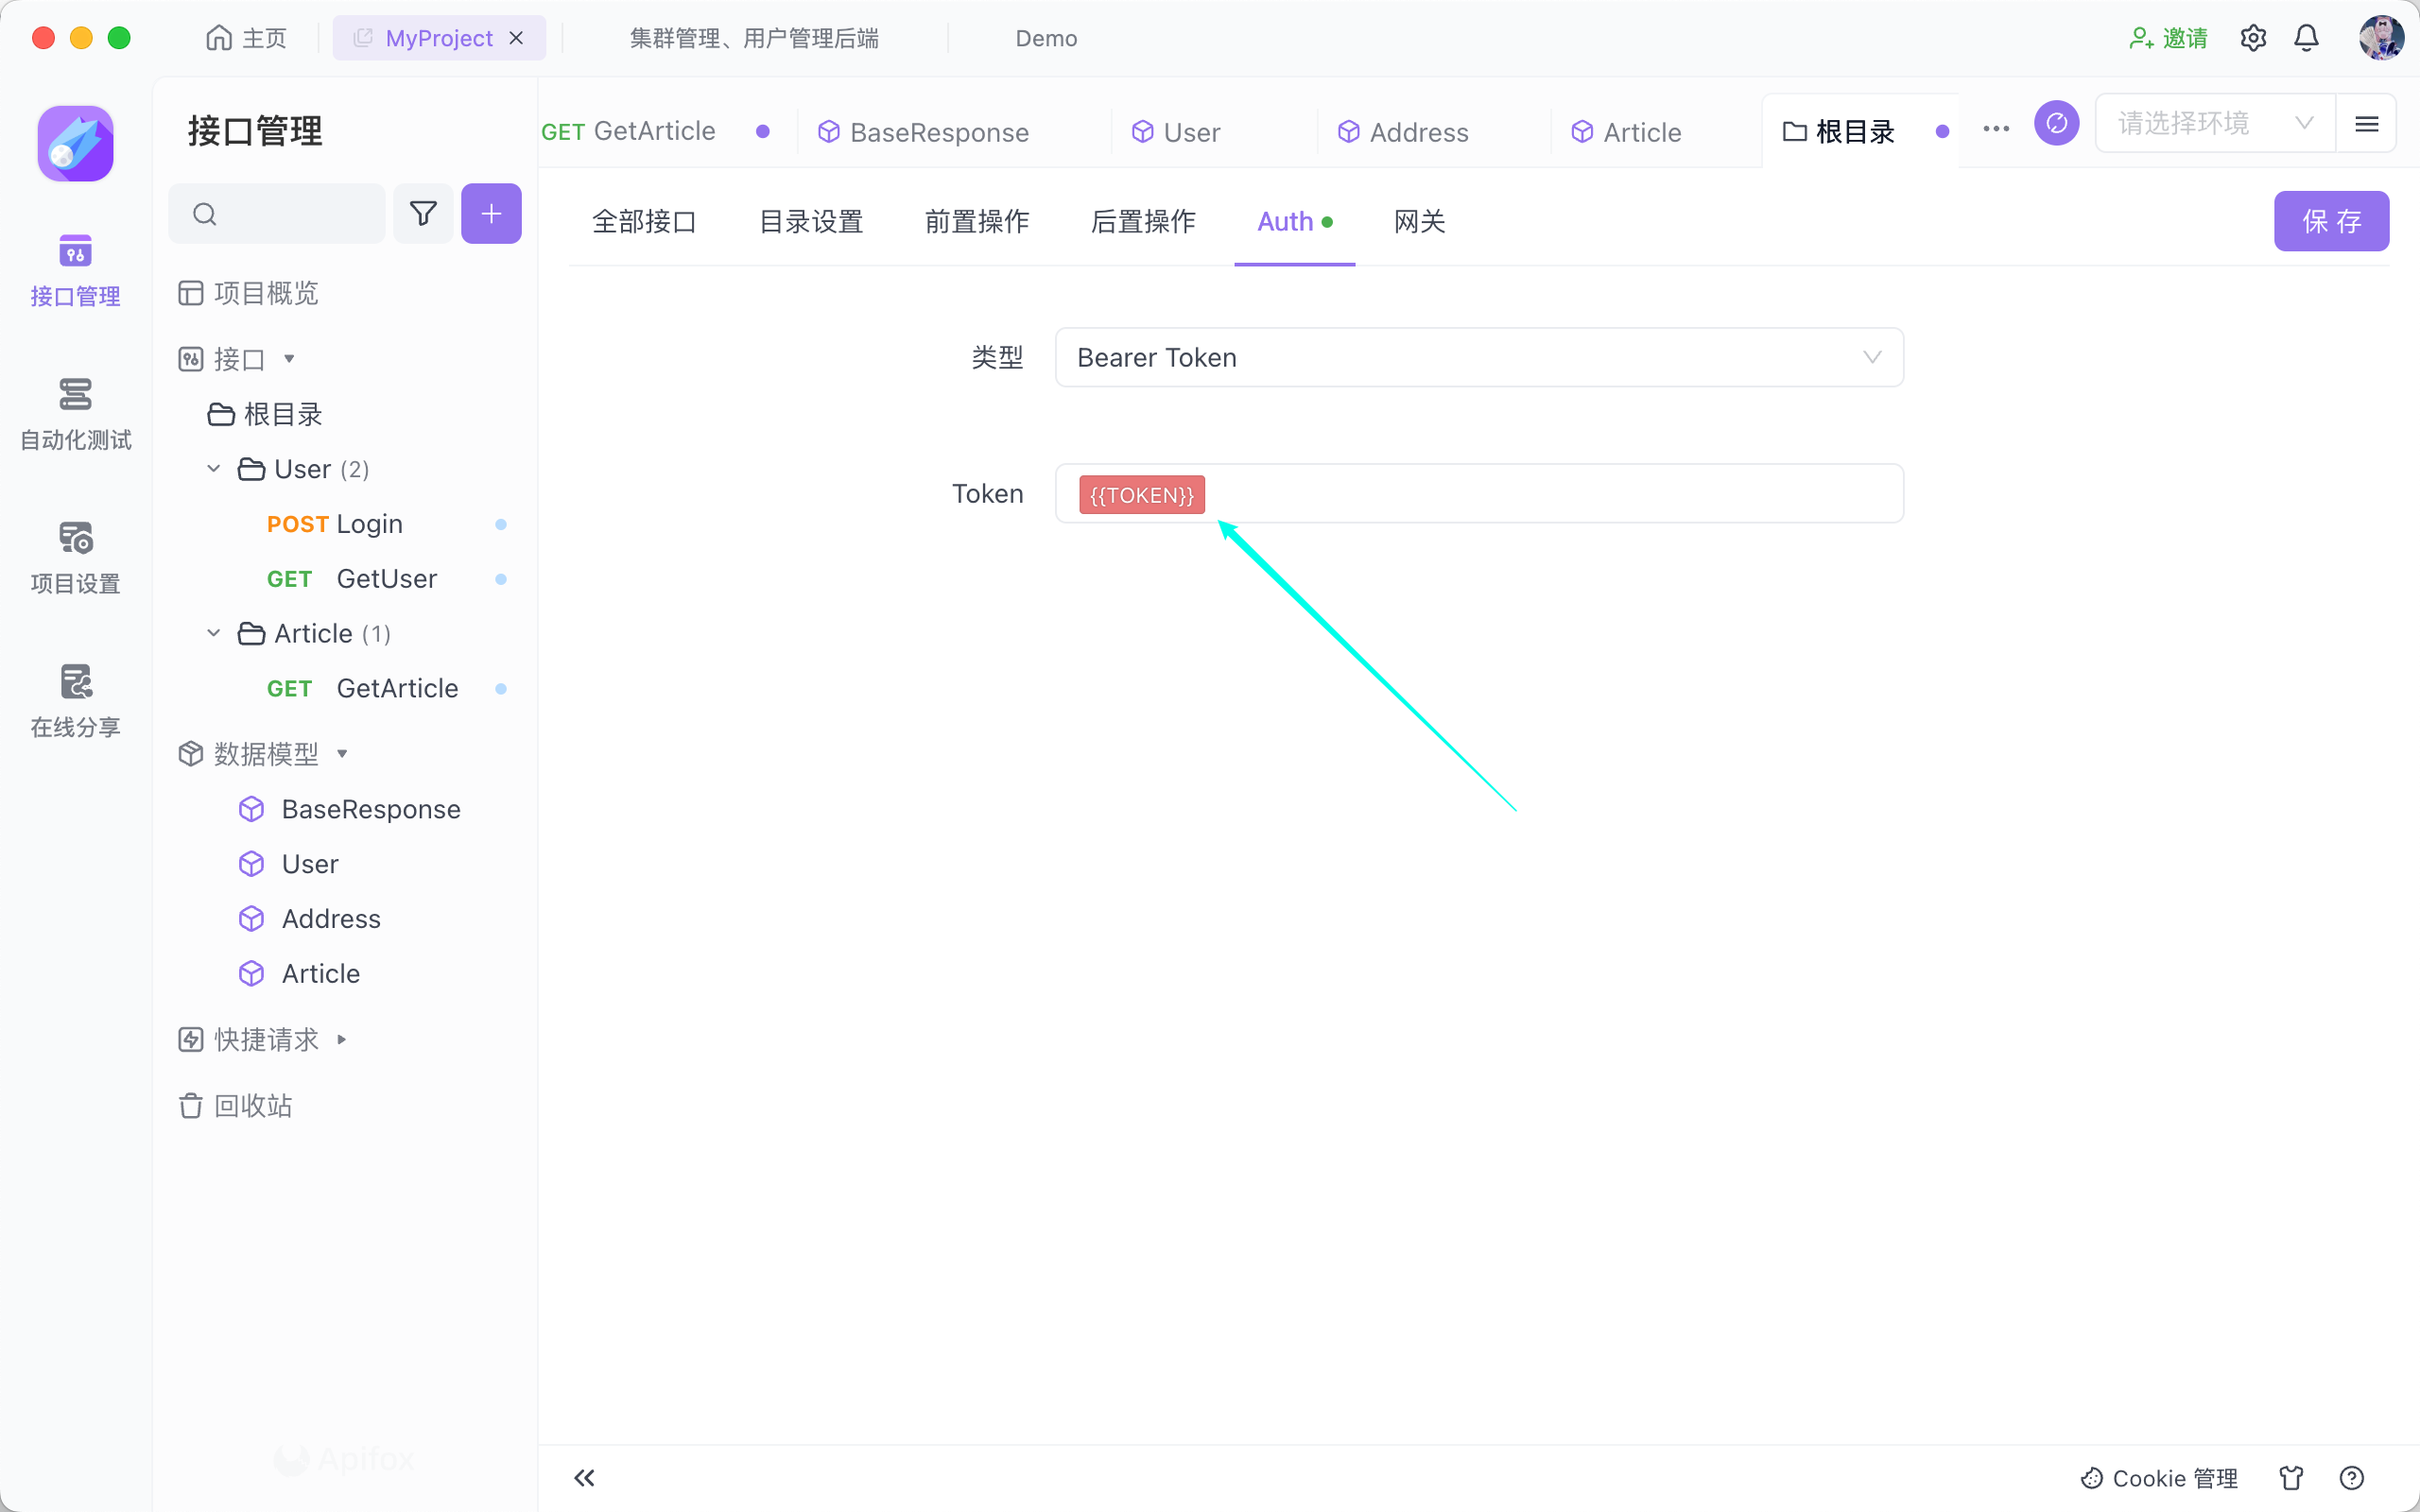 主页
MyProject
集群管理、用户管理后端
Demo
邀请
接口管理
自动化测试
项目设置
在线分享
接口管理
项目概览
接口
根目录
User (2)
POST Login
GET GetUser
Article (1)
GET GetArticle
数据模型
BaseResponse
User
Address
Article
快捷请求
回收站
Apifox
GET GetArticle
BaseResponse
User
Address
Article
根目录
请选择环境
全部接口
目录设置
前置操作
后置操作
Auth
网关
保 存
类型
Bearer Token
Token
{{TOKEN}}
Cookie 管理